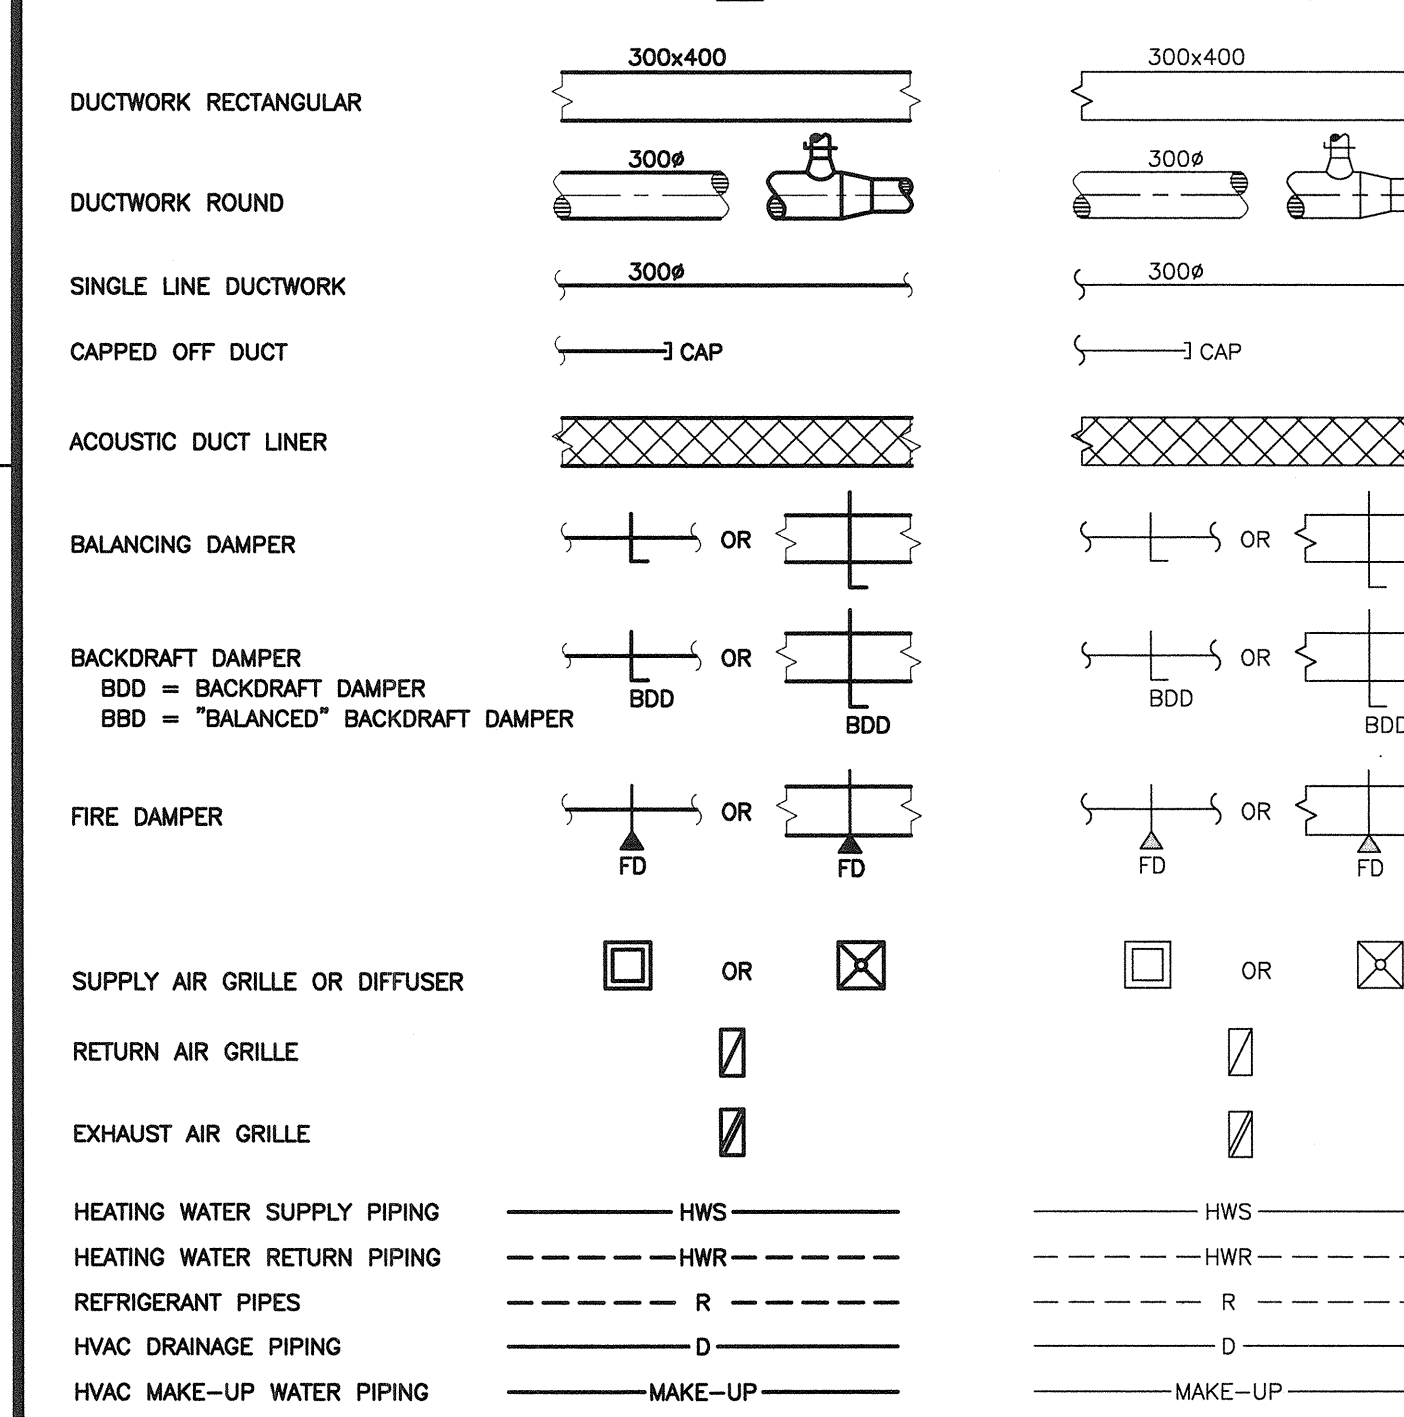 300x400 300x400
DUCTWORK RECTANGULAR
300ø 300ø
DUCTWORK ROUND
300ø 300ø
SINGLE LINE DUCTWORK
CAPPED OFF DUCT CAP CAP
ACOUSTIC DUCT LINER
BALANCING DAMPER OR OR
BACKDRAFT DAMPER OR OR
BDD = BACKDRAFT DAMPER BDD BDD
BBD = "BALANCED" BACKDRAFT DAMPER BDD BDD
FIRE DAMPER OR OR
FD FD FD FD
SUPPLY AIR GRILLE OR DIFFUSER OR OR
RETURN AIR GRILLE
EXHAUST AIR GRILLE
HEATING WATER SUPPLY PIPING HWS HWS
HEATING WATER RETURN PIPING HWR HWR
REFRIGERANT PIPES R R
HVAC DRAINAGE PIPING D D
HVAC MAKE-UP WATER PIPING MAKE-UP MAKE-UP